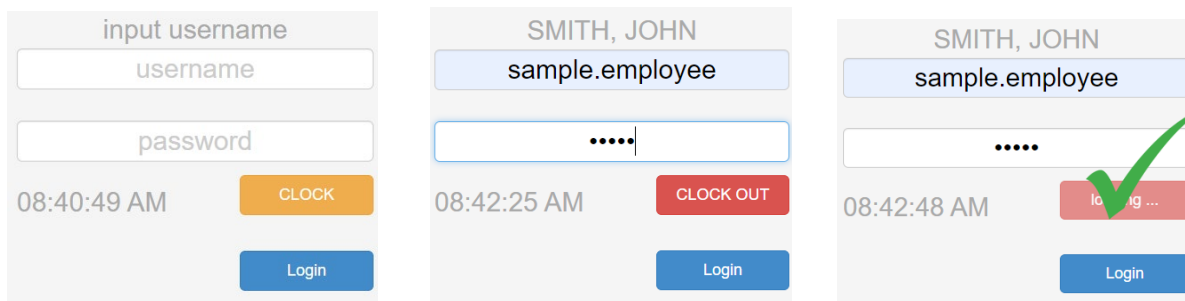 input username
username
password
08:40:49 AM
CLOCK
Login
SMITH, JOHN
sample.employee
•••••
08:42:25 AM
CLOCK OUT
Login
SMITH, JOHN
sample.employee
•••••
08:42:48 AM
Login